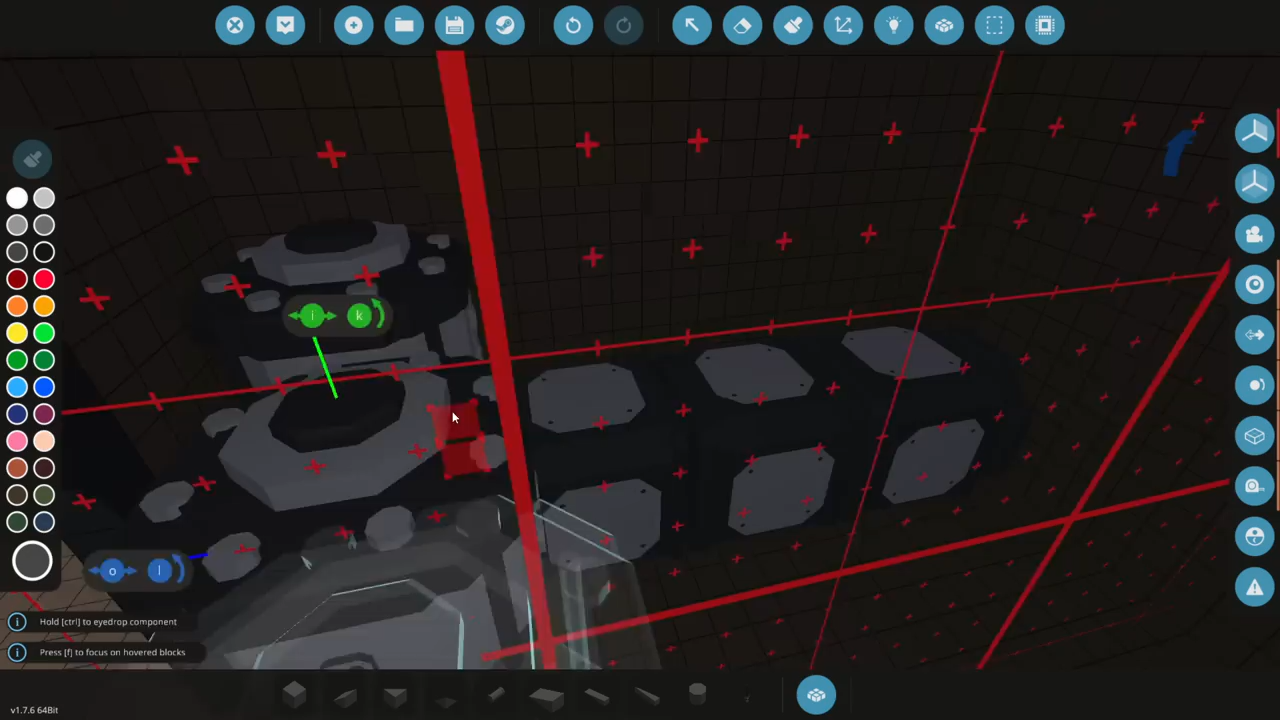 i k
o l
Hold [ctrl] to eyedrop component
Press [f] to focus on hovered blocks
v1.7.6 64Bit